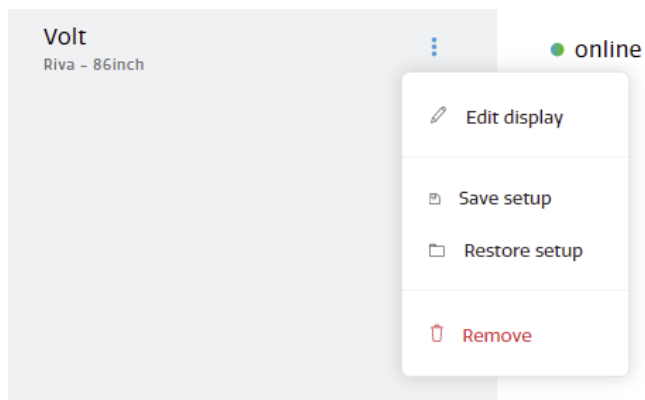 Volt
Riva – 86inch
online
Edit display
Save setup
Restore setup
Remove